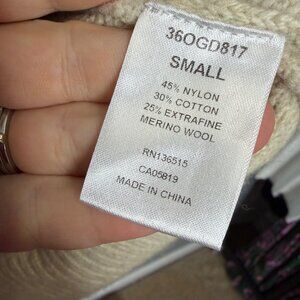 36OGD817
SMALL
45% NYLON
30% COTTON
25% EXTRAFINE
MERINO WOOL
RN136515
CA05819
MADE IN CHINA